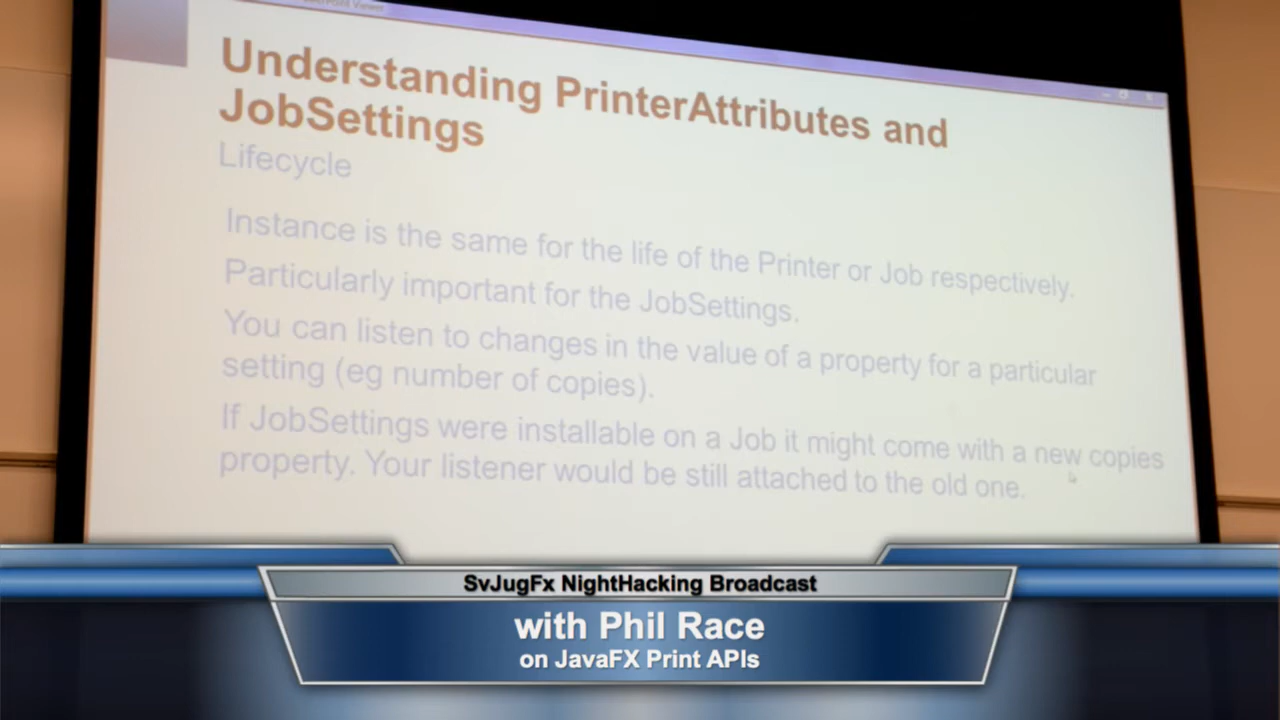 PowerPoint Viewer
Understanding PrinterAttributes and
JobSettings
Lifecycle
Instance is the same for the life of the Printer or Job respectively.
Particularly important for the JobSettings.
You can listen to changes in the value of a property for a particular
setting (eg number of copies).
If JobSettings were installable on a Job it might come with a new copies
property. Your listener would be still attached to the old one.
SvJugFx NightHacking Broadcast
with Phil Race
on JavaFX Print APIs